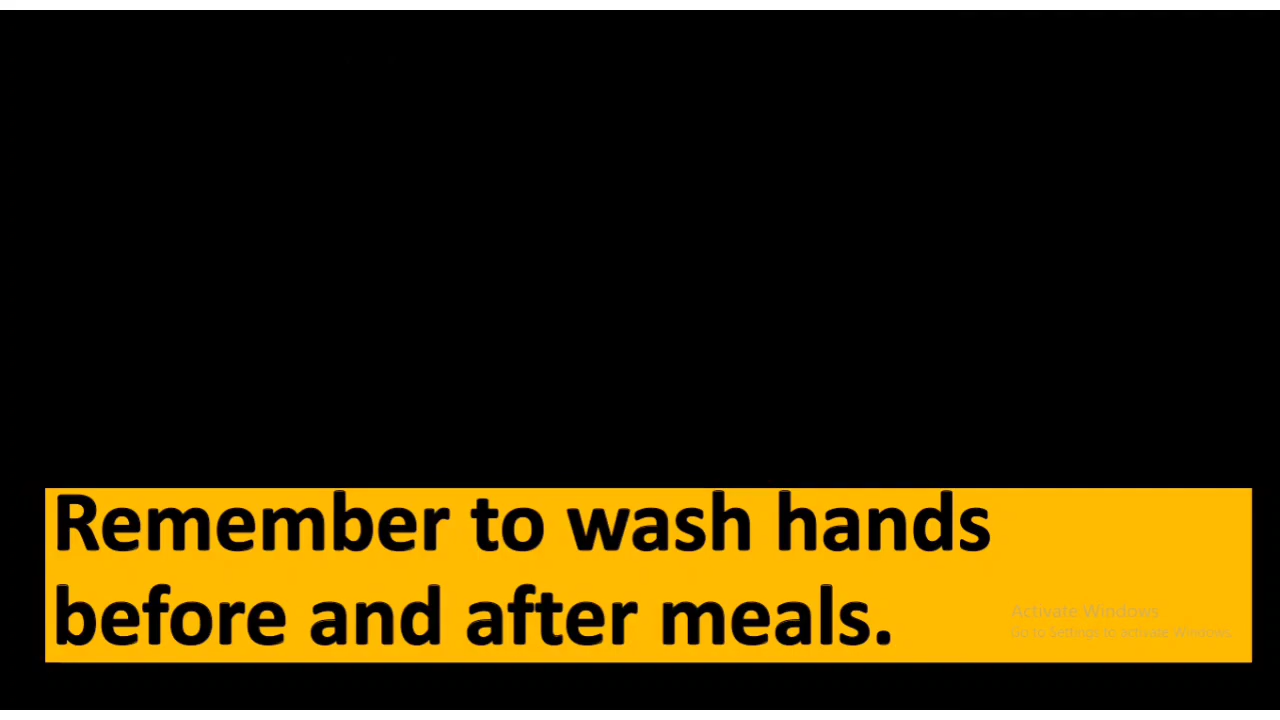 Remember to wash hands
before and after meals.
Activate Windows
Go to Settings to activate Windows.